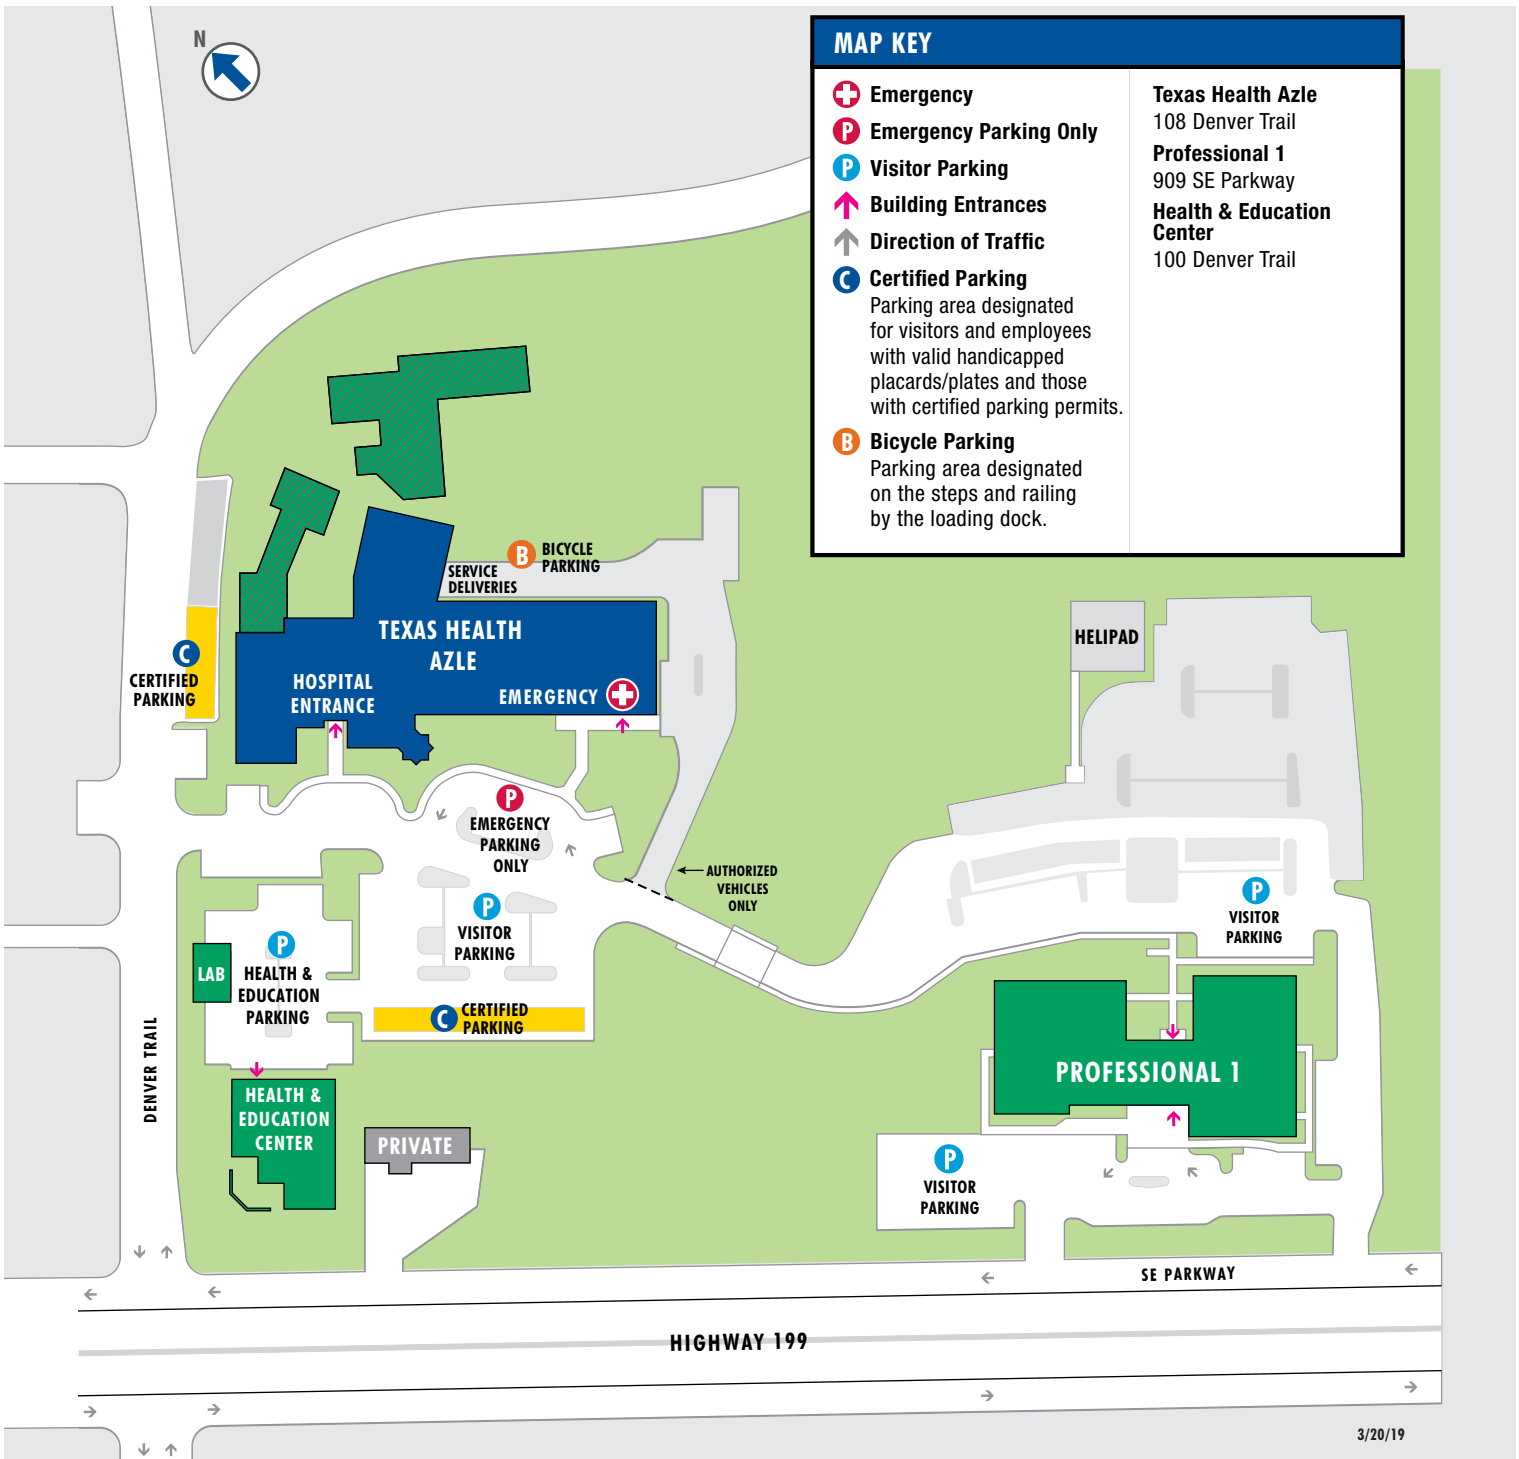 N
MAP KEY
Emergency
P Emergency Parking Only
P Visitor Parking
Building Entrances
Direction of Traffic
C Certified Parking
Parking area designated
for visitors and employees
with valid handicapped
placards/plates and those
with certified parking permits.
B Bicycle Parking
Parking area designated
on the steps and railing
by the loading dock.
Texas Health Azle
108 Denver Trail
Professional 1
909 SE Parkway
Health & Education
Center
100 Denver Trail
B BICYCLE
PARKING
SERVICE
DELIVERIES
TEXAS HEALTH
AZLE
HELIPAD
C
CERTIFIED
PARKING
HOSPITAL
ENTRANCE
EMERGENCY
P
EMERGENCY
PARKING
ONLY
AUTHORIZED
VEHICLES
ONLY
P
VISITOR
PARKING
P
VISITOR
PARKING
P
LAB
HEALTH &
EDUCATION
PARKING
C CERTIFIED
PARKING
DENVER TRAIL
PROFESSIONAL 1
HEALTH &
EDUCATION
CENTER
PRIVATE
P
VISITOR
PARKING
SE PARKWAY
HIGHWAY 199
3/20/19